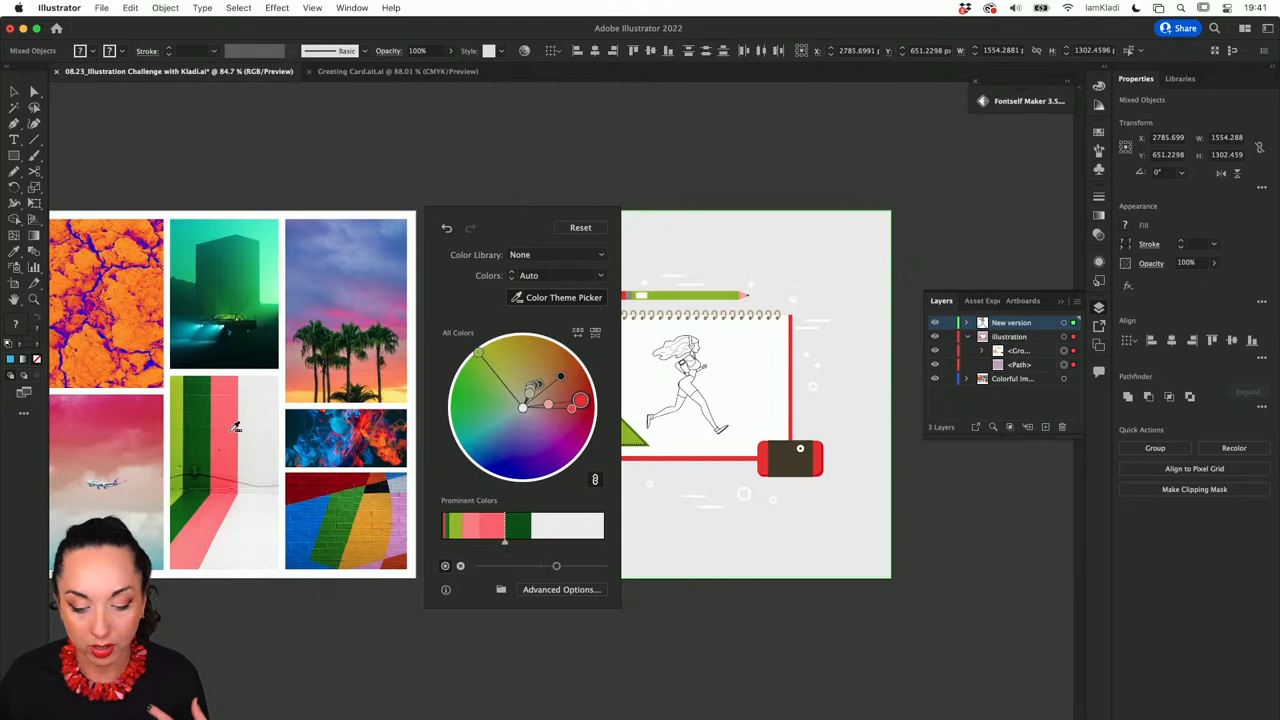 Illustrator File Edit Object Type Select Effect View Window Help IamKladi 19:41
Adobe Illustrator 2022 Share
Mixed Objects Stroke: Basic Opacity: 100% Style: X: 2785.6991 Y: 651.2298 W: 1554.2881 H: 1302.4596
08.23_Illustration Challenge with Kladi.ai* @ 84.7 % (RGB/Preview) Greeting Card.ait.ai @ 88.01 % (CMYK/Preview)
Properties Libraries
Fontself Maker 3.5...
Mixed Objects
Transform
X: 2785.699 W: 1554.288
Y: 651.2298 H: 1302.459
0°
Appearance
Fill
Stroke
Opacity 100%
fx.
Reset
Color Library: None
Colors: Auto
Color Theme Picker
All Colors
Prominent Colors
Advanced Options...
Layers Asset Expo Artboards
New version
Illustration
<Gro...
<Path>
Colorful Im...
3 Layers
Align
Pathfinder
Expand
Quick Actions
Group Recolor
Align to Pixel Grid
Make Clipping Mask